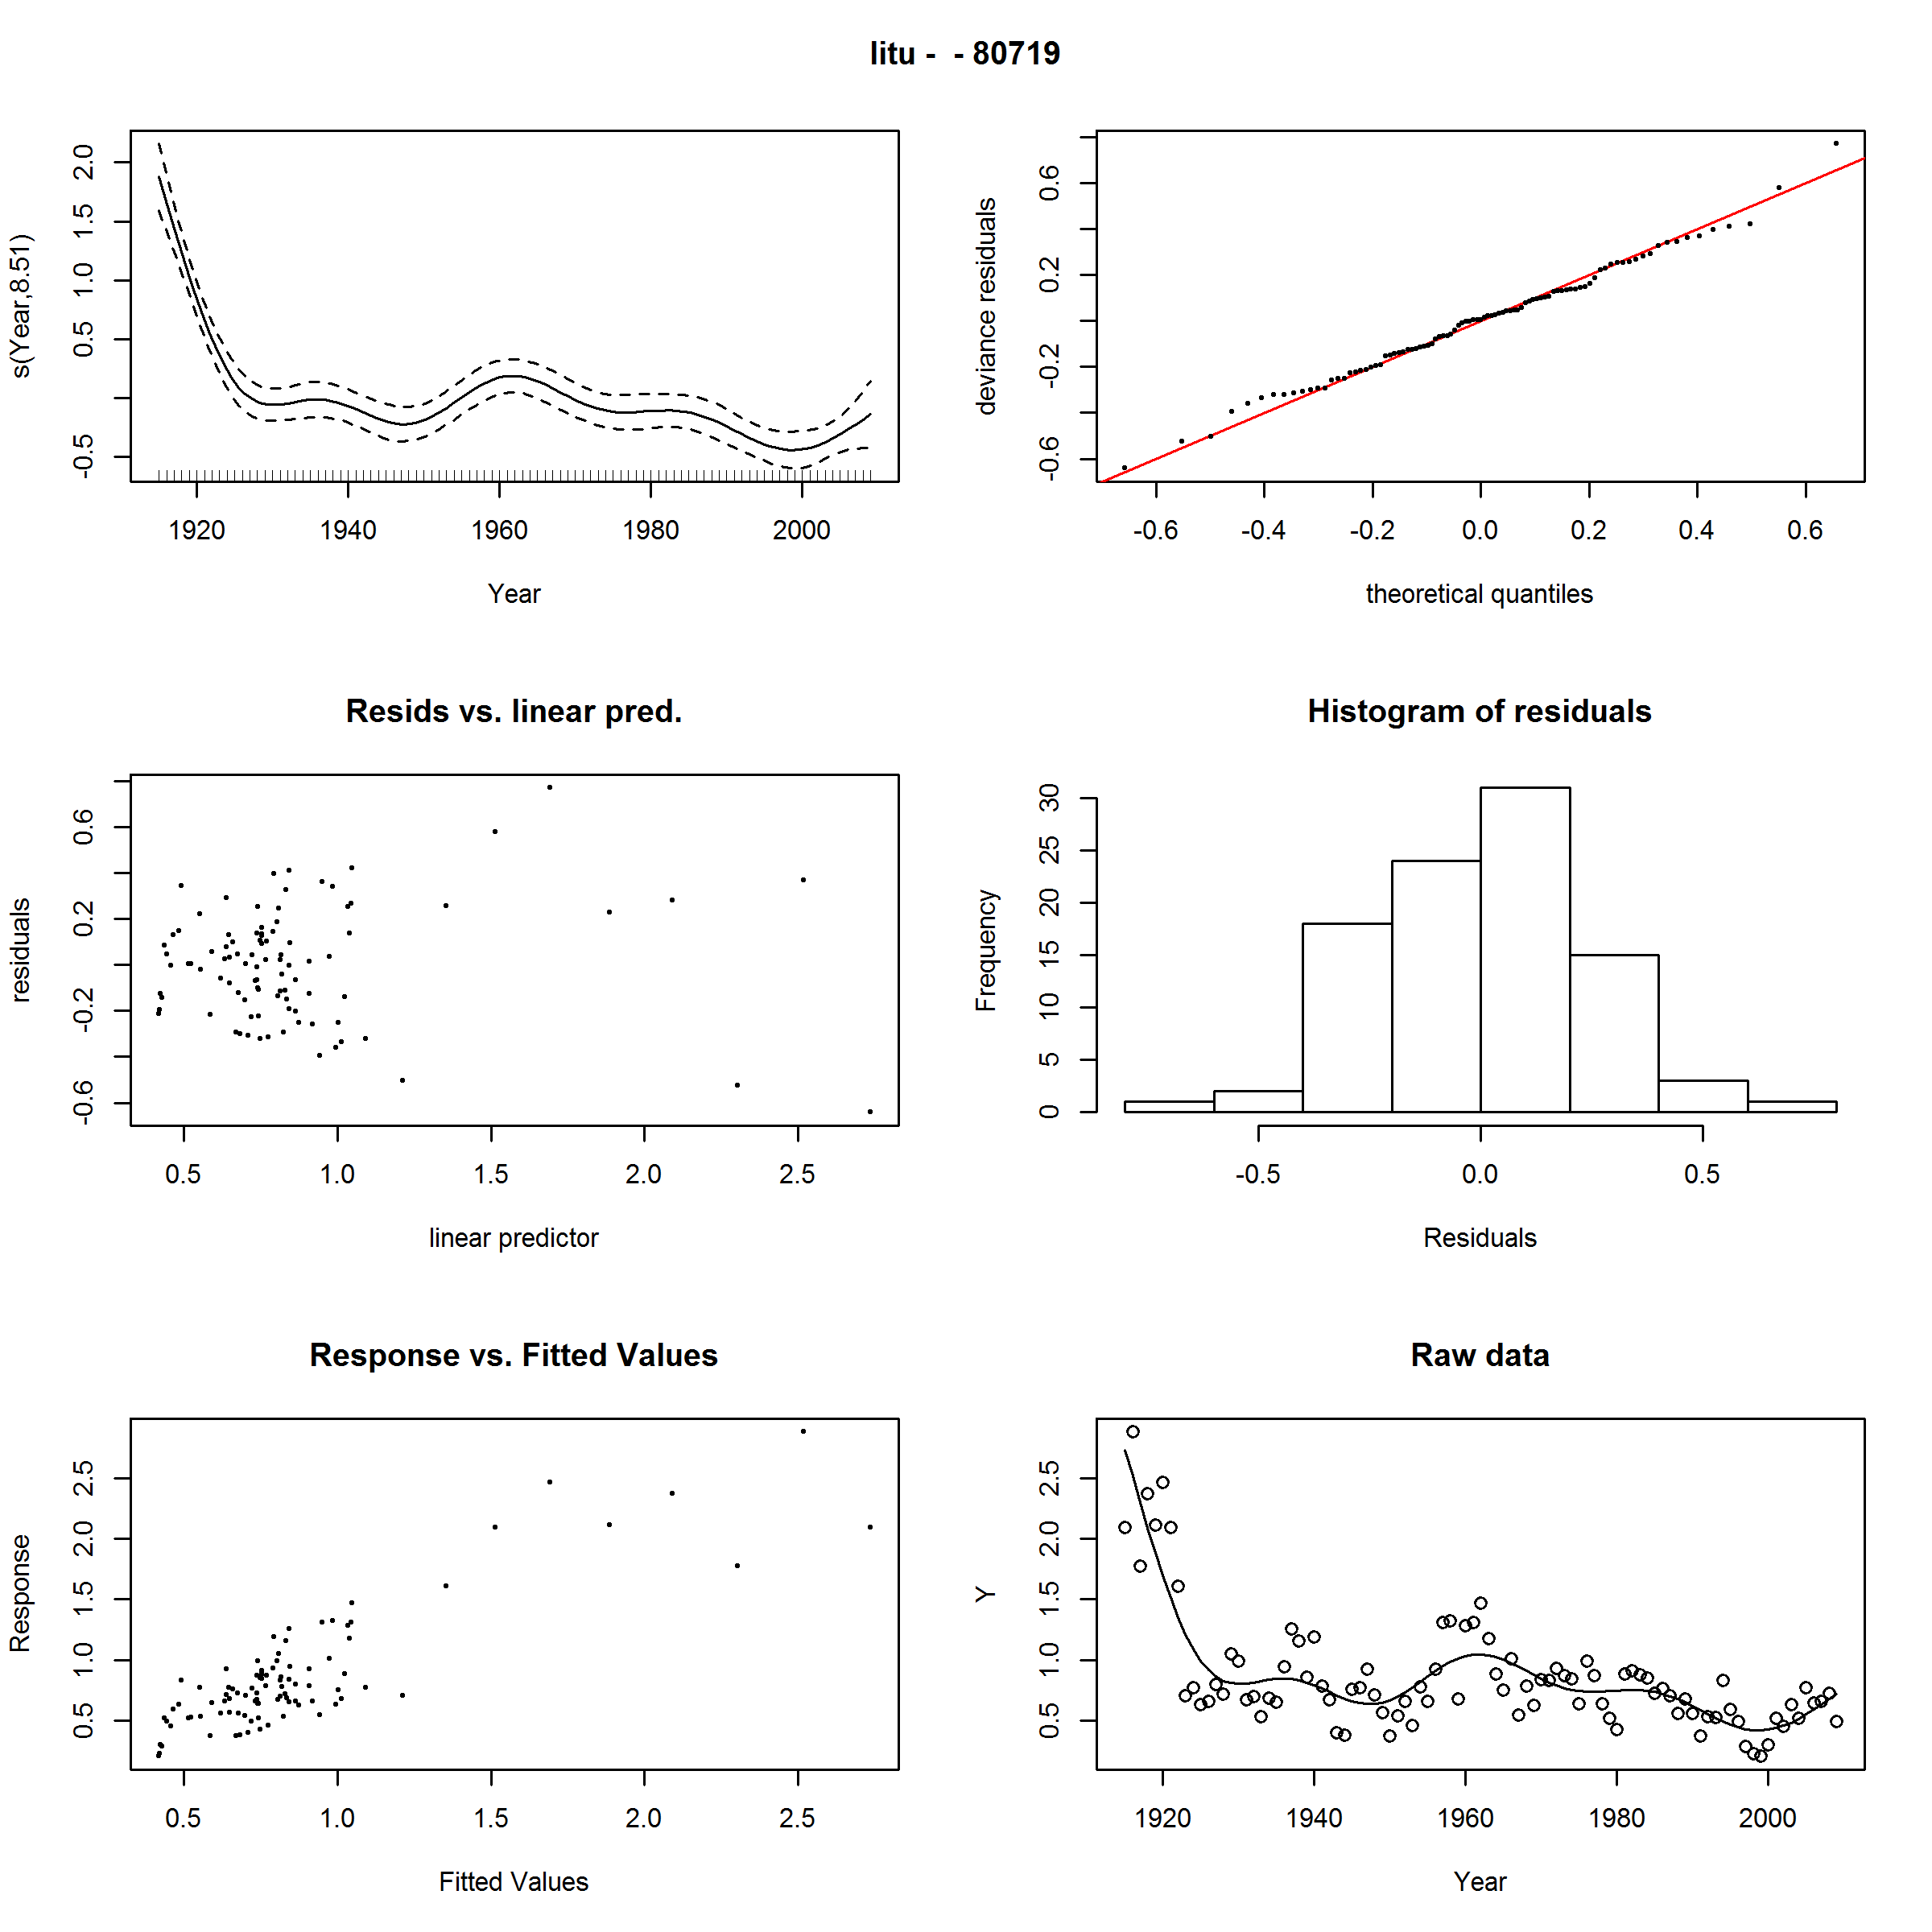 litu -  - 80719
s(Year,8.51)
2.0
1.5
1.0
0.5
-0.5
1920 1940 1960 1980 2000
Year
deviance residuals
0.6
0.2
-0.2
-0.6
-0.6 -0.4 -0.2 0.0 0.2 0.4 0.6
theoretical quantiles
Resids vs. linear pred.
residuals
0.6
0.2
-0.2
-0.6
0.5 1.0 1.5 2.0 2.5
linear predictor
Histogram of residuals
Frequency
30
25
20
15
10
5
0
-0.5 0.0 0.5
Residuals
Response vs. Fitted Values
Response
2.5
2.0
1.5
1.0
0.5
0.5 1.0 1.5 2.0 2.5
Fitted Values
Raw data
Y
2.5
2.0
1.5
1.0
0.5
1920 1940 1960 1980 2000
Year